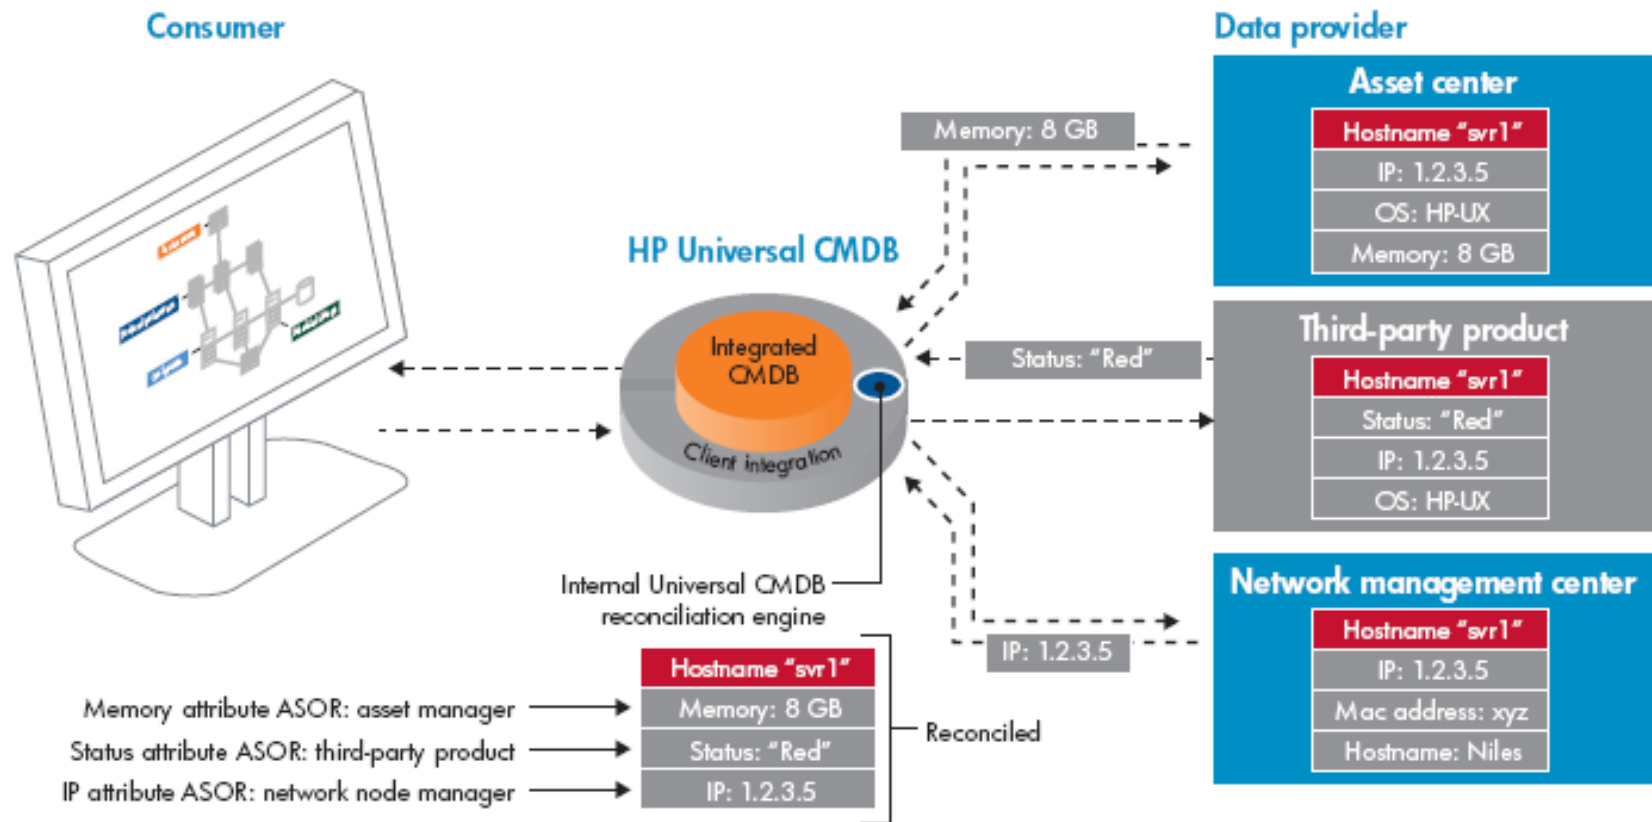 Consumer
Data provider
Asset center
Hostname “svr1”
IP: 1.2.3.5
OS: HP-UX
Memory: 8 GB
Memory: 8 GB
HP Universal CMDB
Integrated
CMDB
Client integration
Status: “Red”
Third-party product
Hostname “svr1”
Status: “Red”
IP: 1.2.3.5
OS: HP-UX
Internal Universal CMDB
reconciliation engine
IP: 1.2.3.5
Network management center
Hostname “svr1”
IP: 1.2.3.5
Mac address: xyz
Hostname: Niles
Hostname “svr1”
Memory attribute ASOR: asset manager
Memory: 8 GB
Status attribute ASOR: third-party product
Status: “Red”
IP attribute ASOR: network node manager
IP: 1.2.3.5
Reconciled